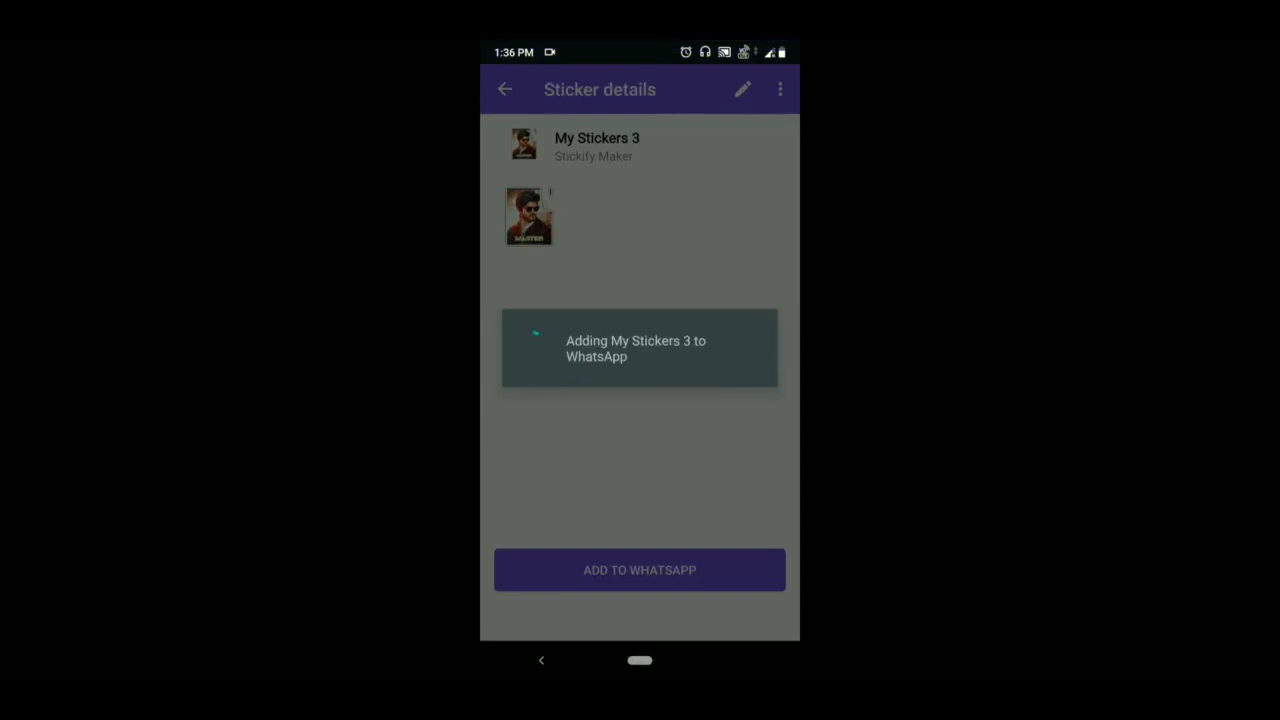 1:36 PM
Sticker details
My Stickers 3
Stickify Maker
MASTER
Adding My Stickers 3 to
WhatsApp
ADD TO WHATSAPP